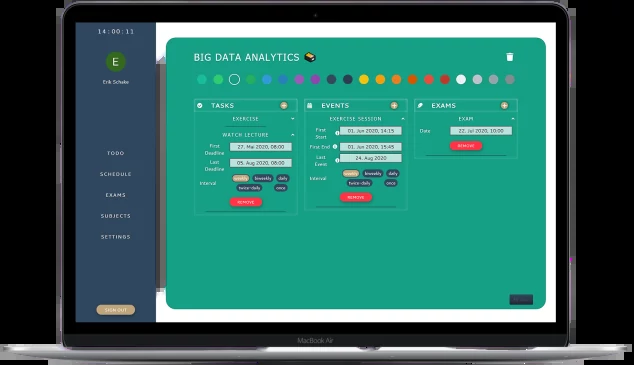 14:00:11
E
Erik Scheke
TODO
SCHEDULE
EXAMS
SUBJECTS
SETTINGS
SIGN OUT
BIG DATA ANALYTICS
TASKS
EXERCISE
WATCH LECTURE
First Deadline
27. Mai 2020, 08:00
Last Deadline
05. Aug 2020, 08:00
Interval
weekly biweekly daily
twice-daily once
REMOVE
EVENTS
EXERCISE SESSION
First Start
01. Jun 2020, 14:15
First End
01. Jun 2020, 15:45
Last Event
24. Aug 2020
Interval
weekly biweekly daily
twice-daily once
REMOVE
EXAMS
EXAM
Date
22. Jul 2020, 10:00
REMOVE
MacBook Air